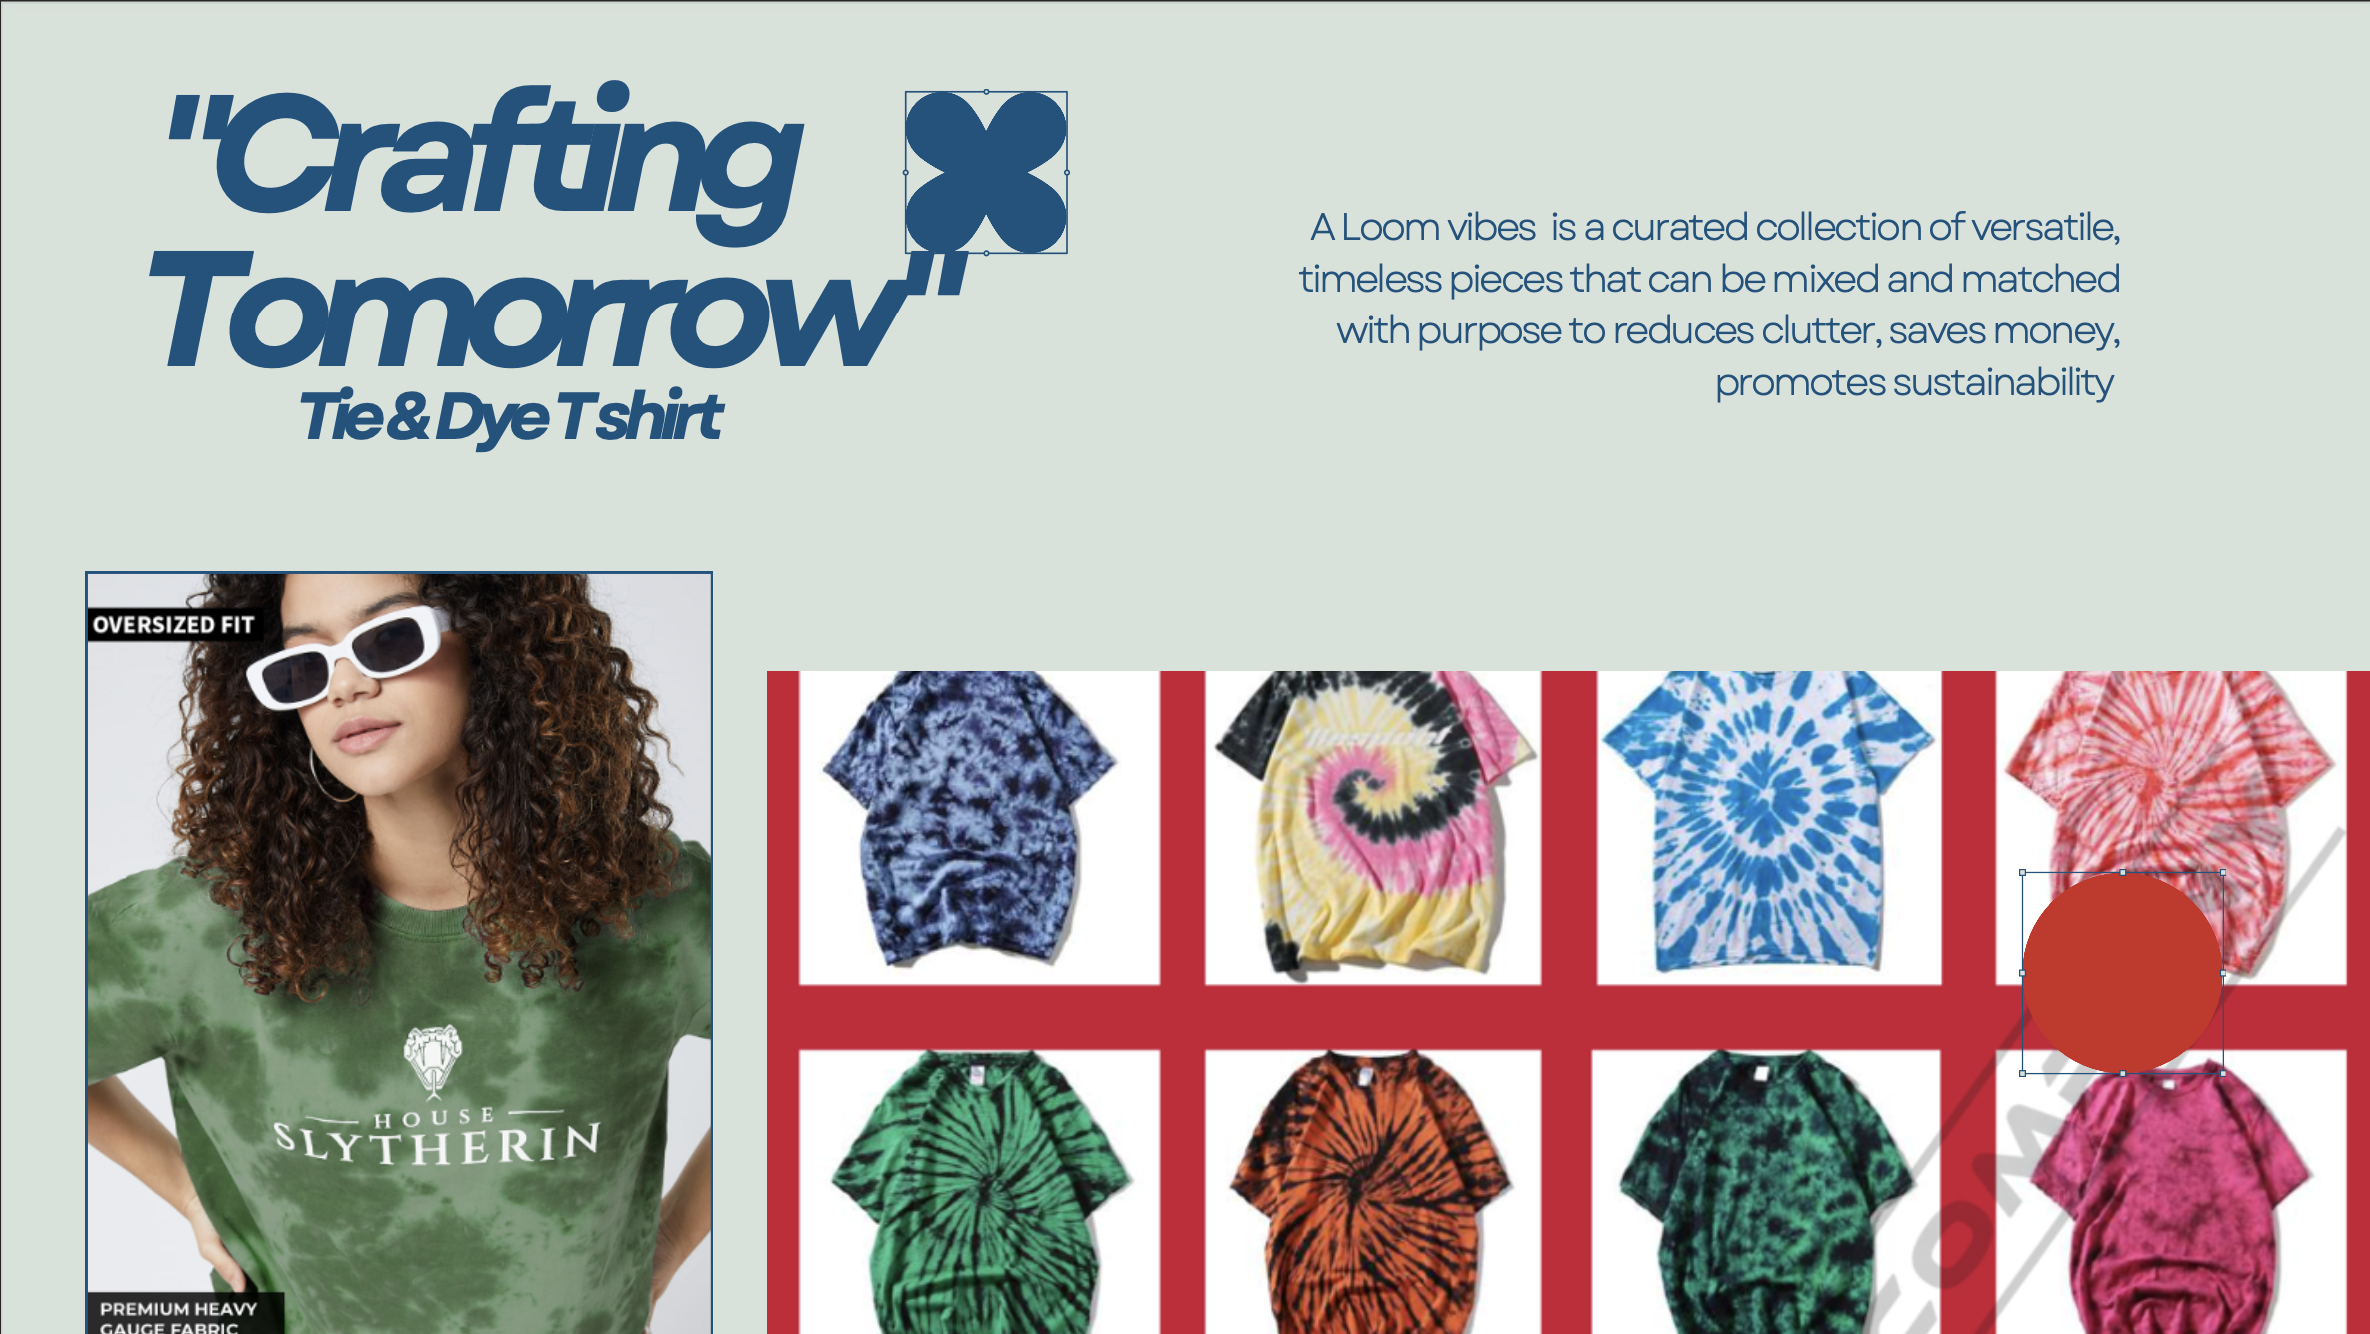 "Crafting
Tomorrow"
Tie & Dye T shirt
A Loom vibes is a curated collection of versatile,
timeless pieces that can be mixed and matched
with purpose to reduces clutter, saves money,
promotes sustainability
OVERSIZED FIT
HOUSE
SLYTHERIN
PREMIUM HEAVY
GAUGE FABRIC